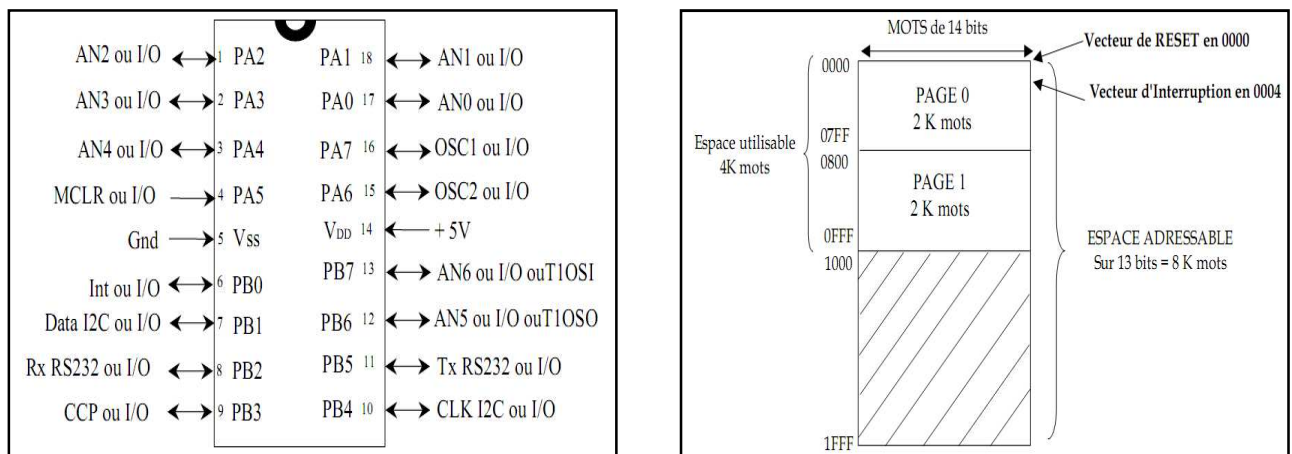 AN2 ou I/O 1 PA2 PA1 18 AN1 ou I/O
AN3 ou I/O 2 PA3 PA0 17 AN0 ou I/O
AN4 ou I/O 3 PA4 PA7 16 OSC1 ou I/O
MCLR ou I/O 4 PA5 PA6 15 OSC2 ou I/O
Gnd 5 Vss VDD 14 + 5V
Int ou I/O 6 PB0 PB7 13 AN6 ou I/O ouT1OSI
Data I2C ou I/O 7 PB1 PB6 12 AN5 ou I/O ouT1OSO
Rx RS232 ou I/O 8 PB2 PB5 11 Tx RS232 ou I/O
CCP ou I/O 9 PB3 PB4 10 CLK I2C ou I/O
MOTS de 14 bits
Vecteur de RESET en 0000
0000
Vecteur d'Interruption en 0004
PAGE 0
2 K mots
07FF
Espace utilisable
4K mots
0800
PAGE 1
2 K mots
0FFF
1000
ESPACE ADRESSABLE
Sur 13 bits = 8 K mots
1FFF